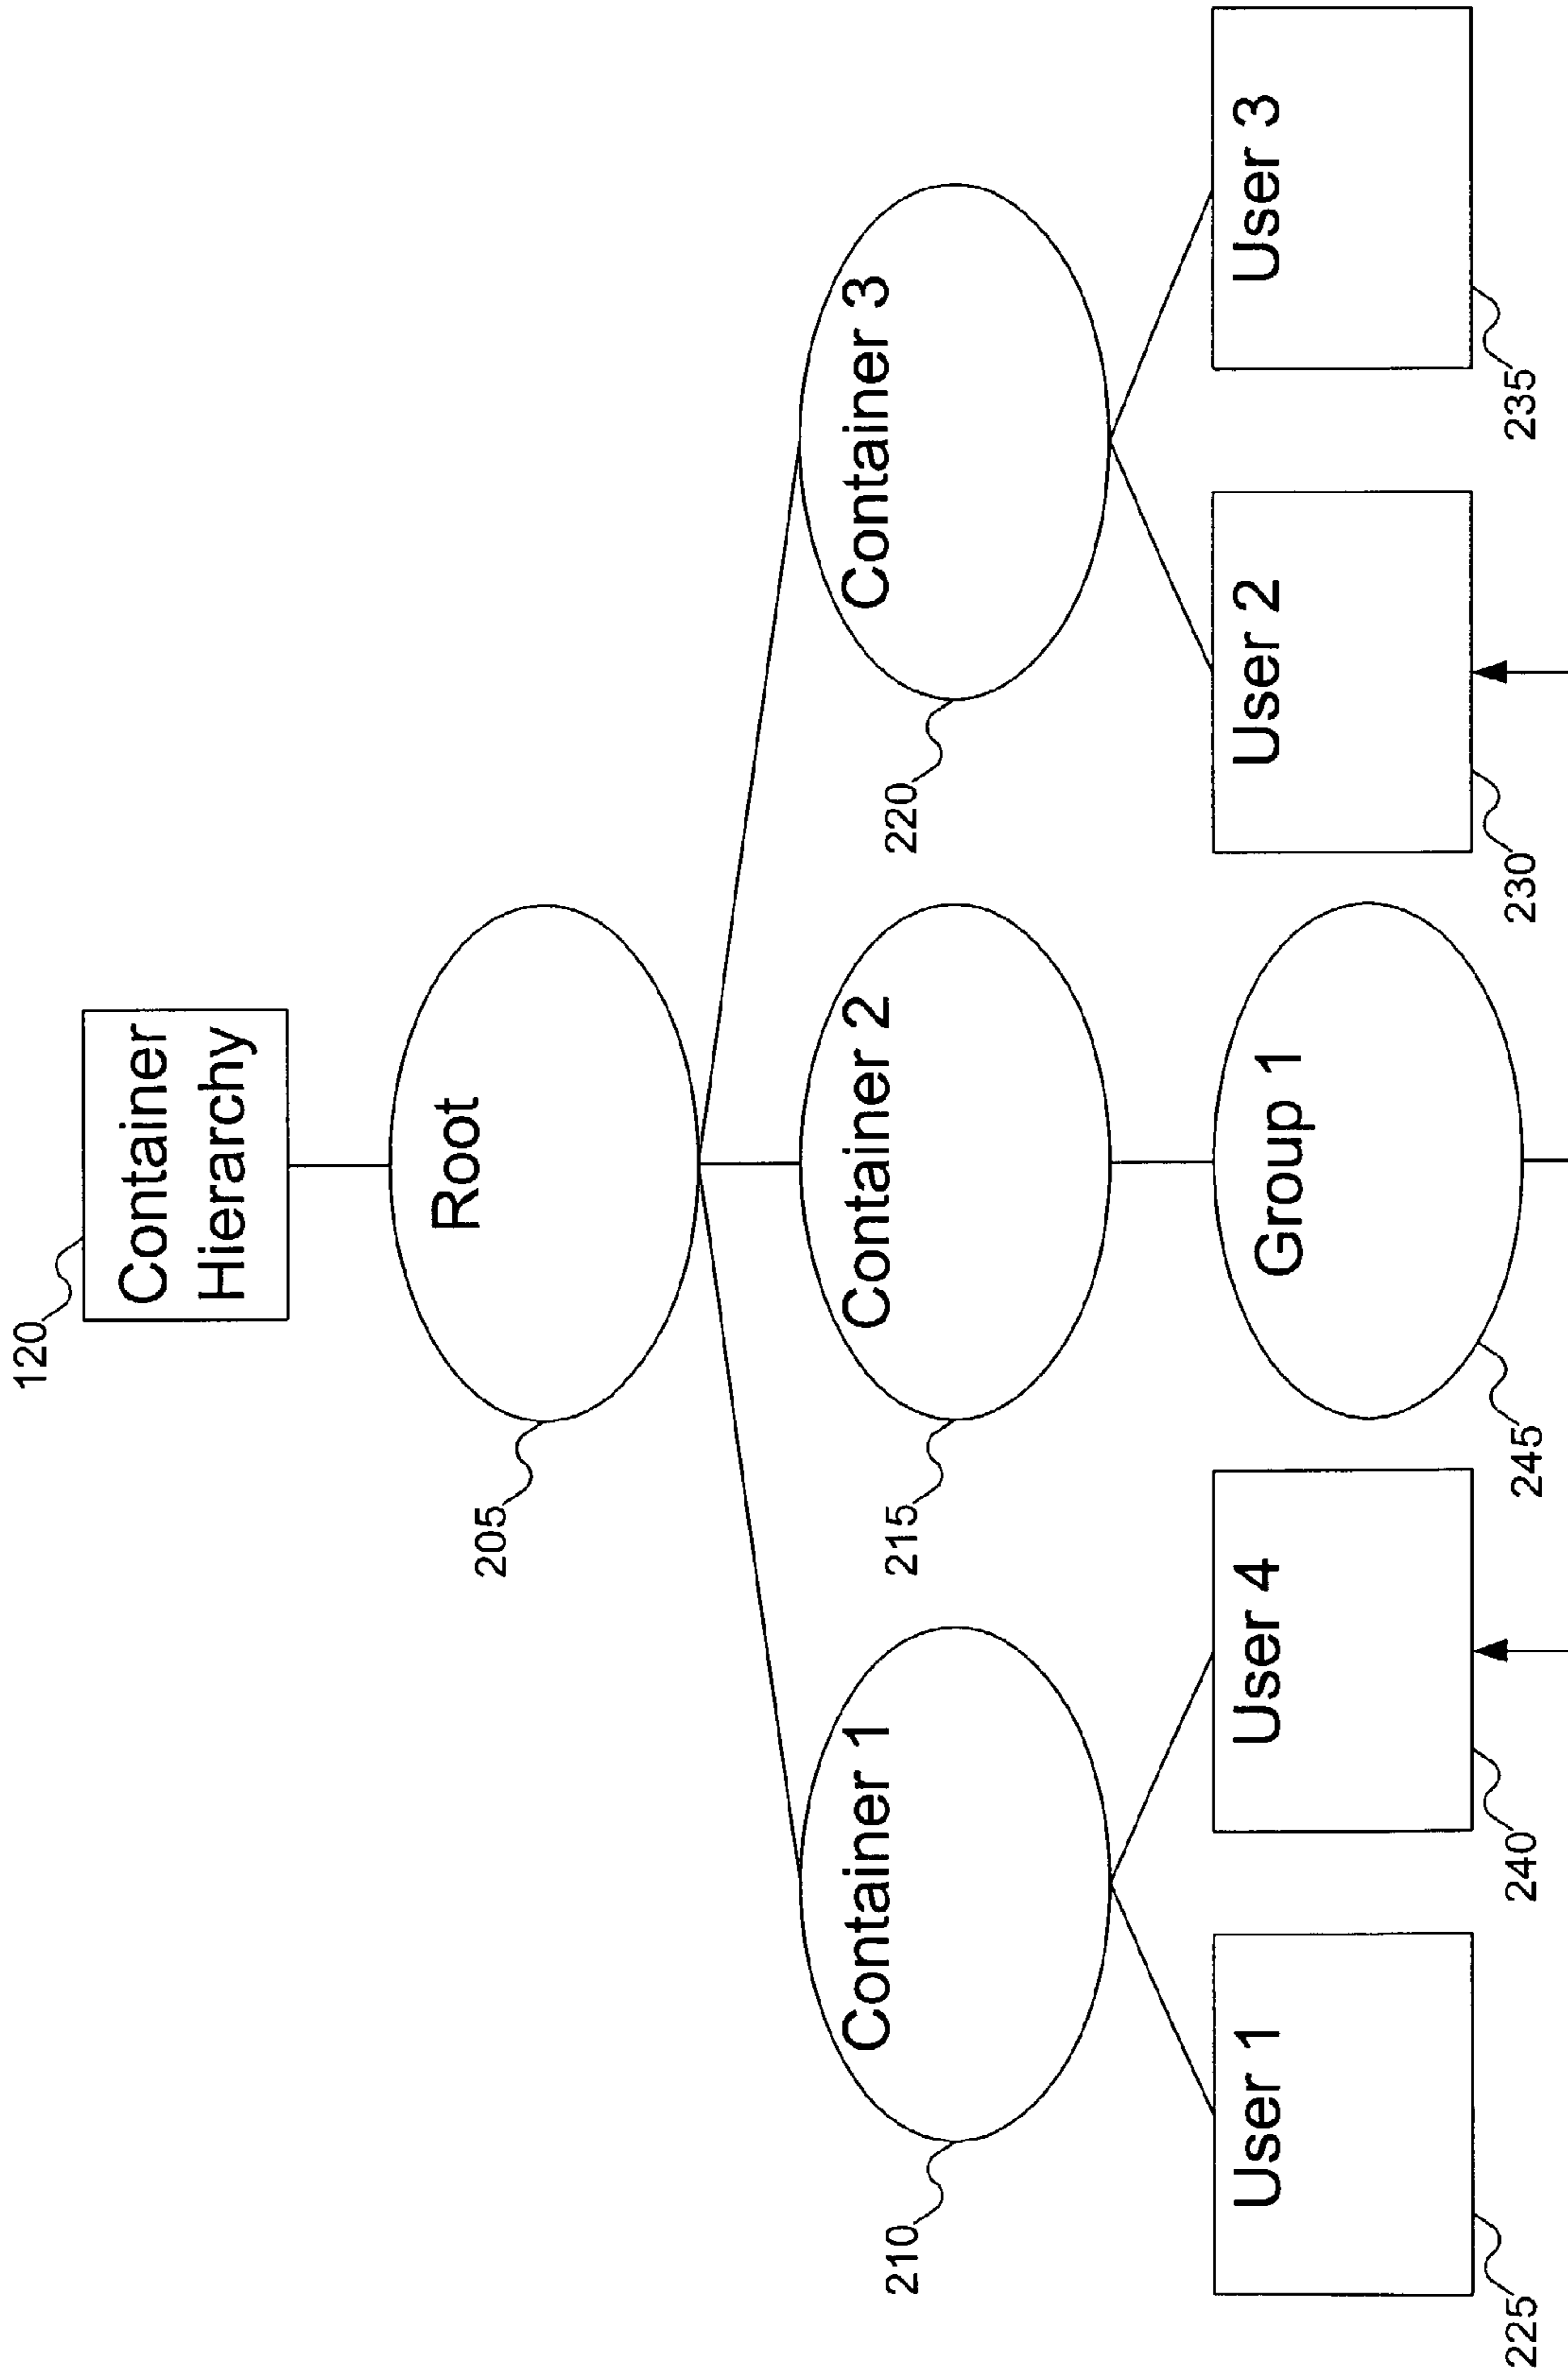 120
Container
Hierarchy
Root
205
Container 1
Container 2
Container 3
210
215
220
User 1
User 4
Group 1
User 2
User 3
225
240
245
230
235